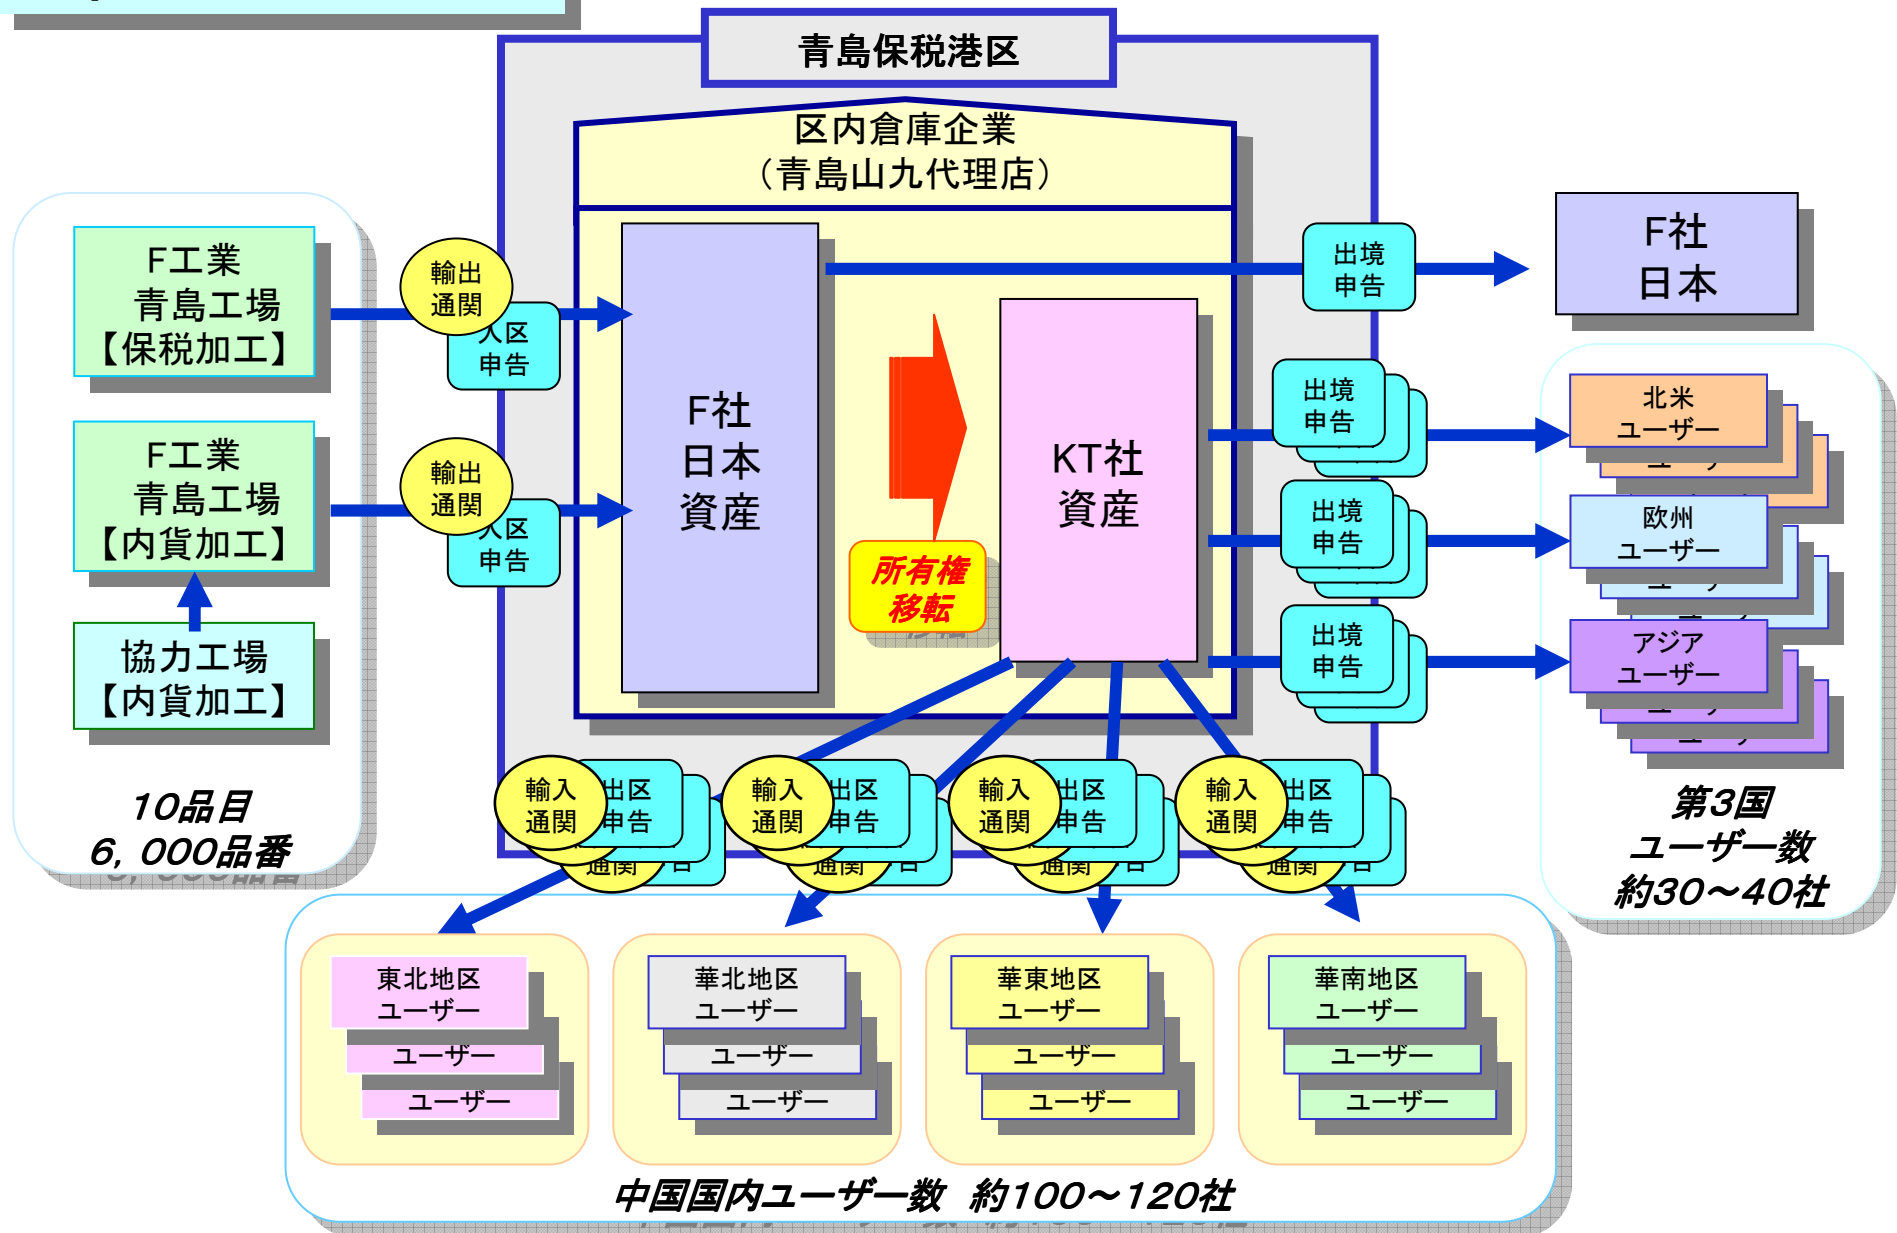 青島保税港区
区内倉庫企業
（青島山九代理店）
F工業
青島工場
【保税加工】
F工業
青島工場
【内貨加工】
協力工場
【内貨加工】
10品目
6，000品番
輸出
通関
入区
申告
輸出
通関
入区
申告
F社
日本
資産
所有権
移転
KT社
資産
出境
申告
出境
申告
出境
申告
出境
申告
F社
日本
北米
ユーザー
欧州
ユーザー
アジア
ユーザー
第3国
ユーザー数
約30～40社
輸入
通関
出区
申告
通関
輸入
通関
出区
申告
通関
輸入
通関
出区
申告
通関
輸入
通関
出区
申告
通関
東北地区
ユーザー
ユーザー
ユーザー
華北地区
ユーザー
ユーザー
ユーザー
華東地区
ユーザー
ユーザー
ユーザー
華南地区
ユーザー
ユーザー
ユーザー
中国国内ユーザー数　約100～120社